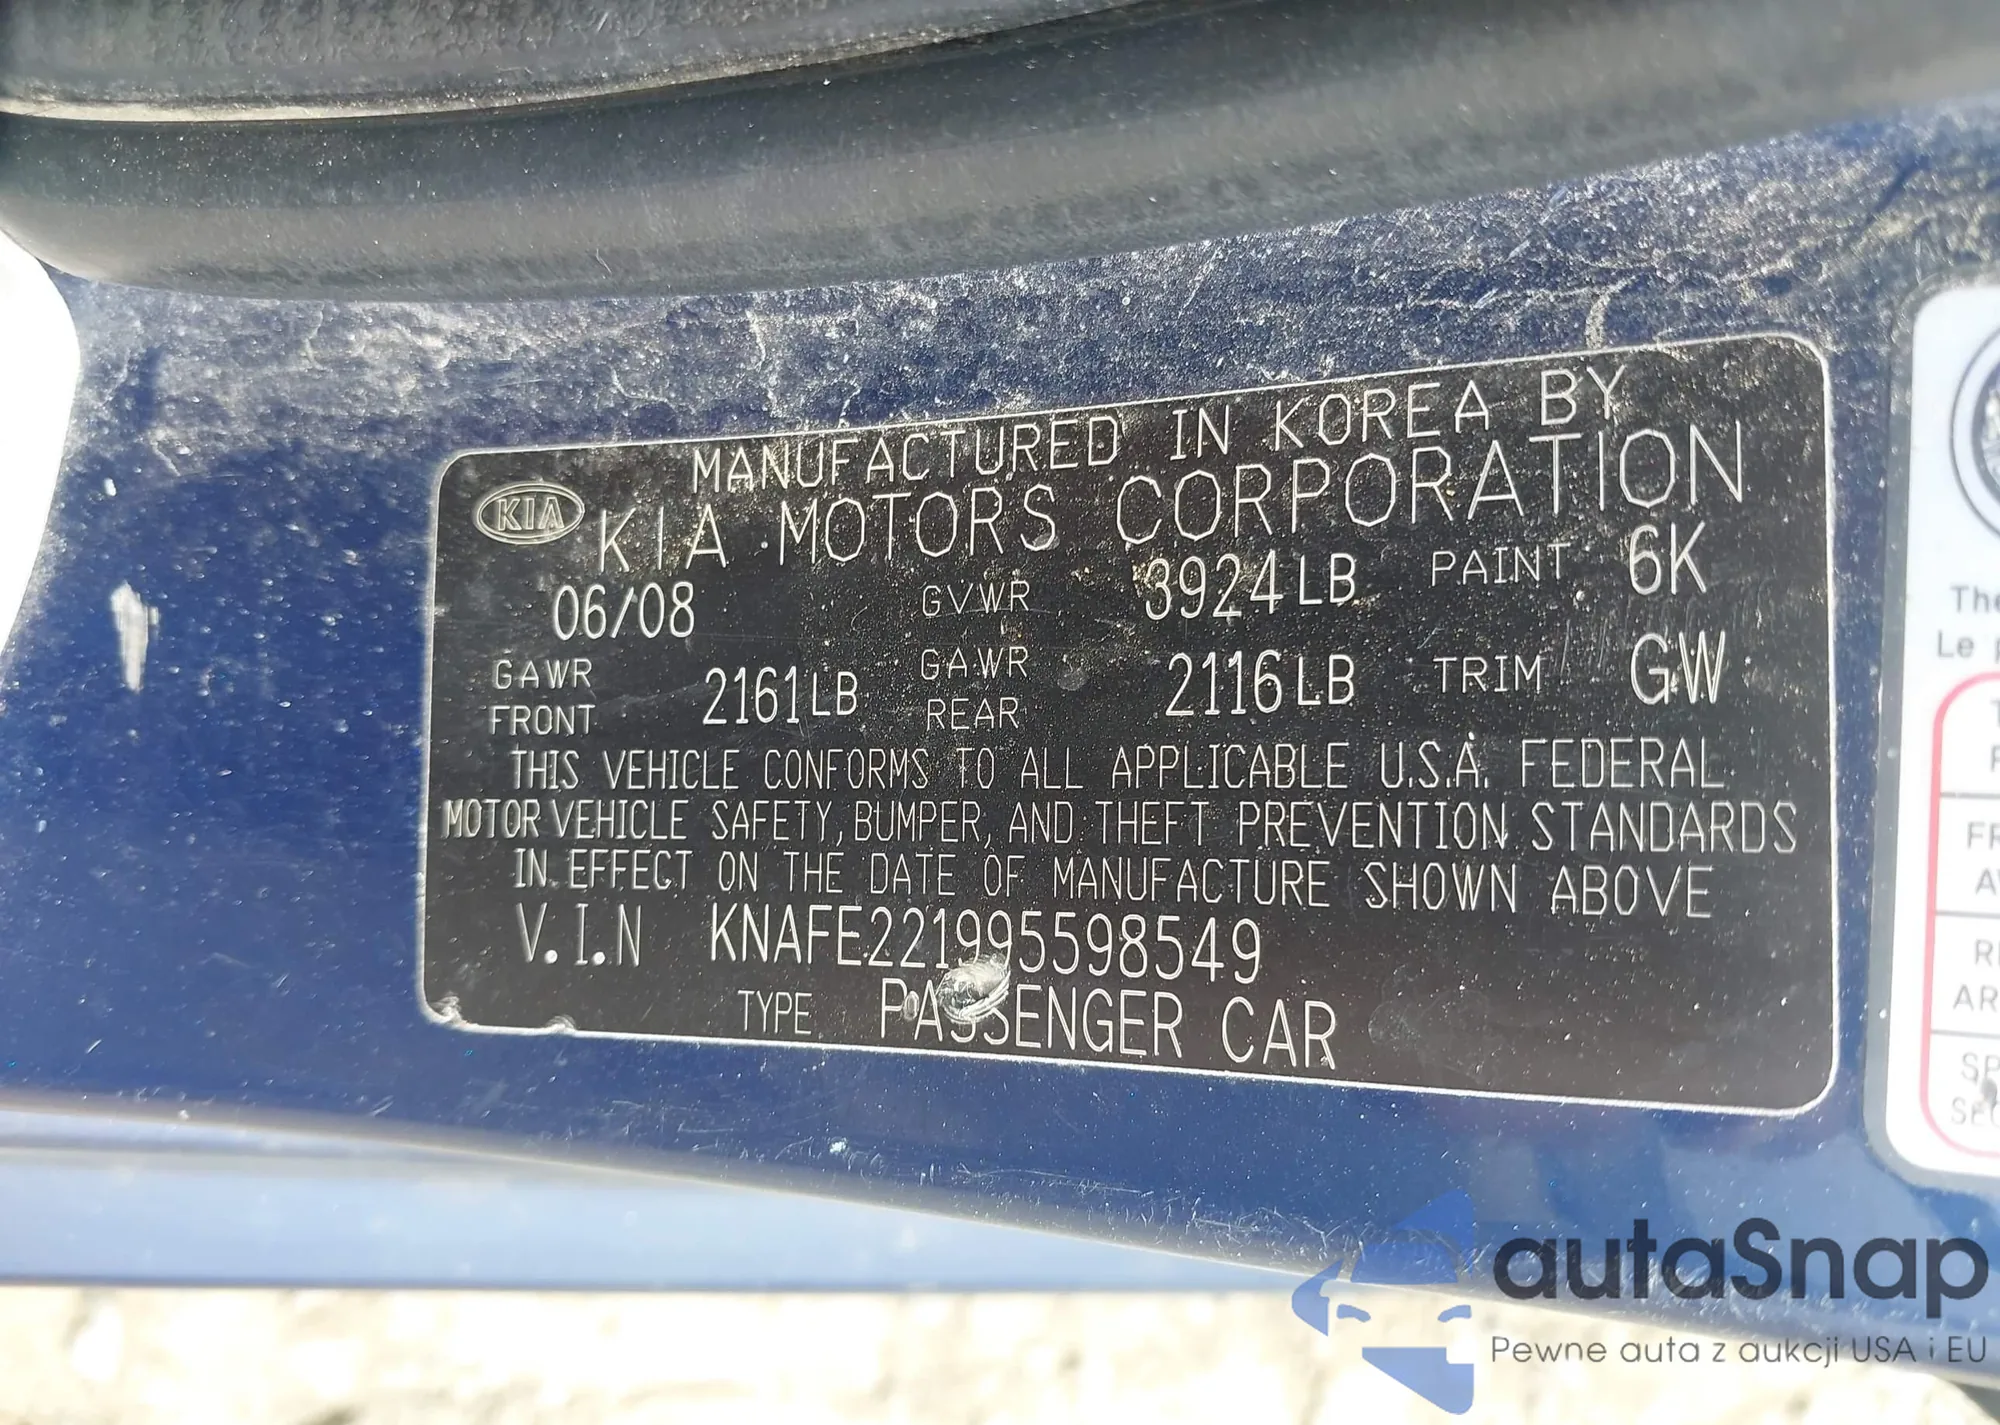 MANUFACTURED IN KOREA BY
KIA KIA MOTORS CORPORATION
06/08 GVWR 3924LB PAINT 6K
GAWR FRONT 2161LB GAWR REAR 2116LB TRIM GW
THIS VEHICLE CONFORMS TO ALL APPLICABLE U.S.A. FEDERAL
MOTOR VEHICLE SAFETY, BUMPER, AND THEFT PREVENTION STANDARDS
IN EFFECT ON THE DATE OF MANUFACTURE SHOWN ABOVE
V.I.N KNAFE221995598549
TYPE PASSENGER CAR
The
Le
autaSnap
Pewne auta z aukcji USA i EU